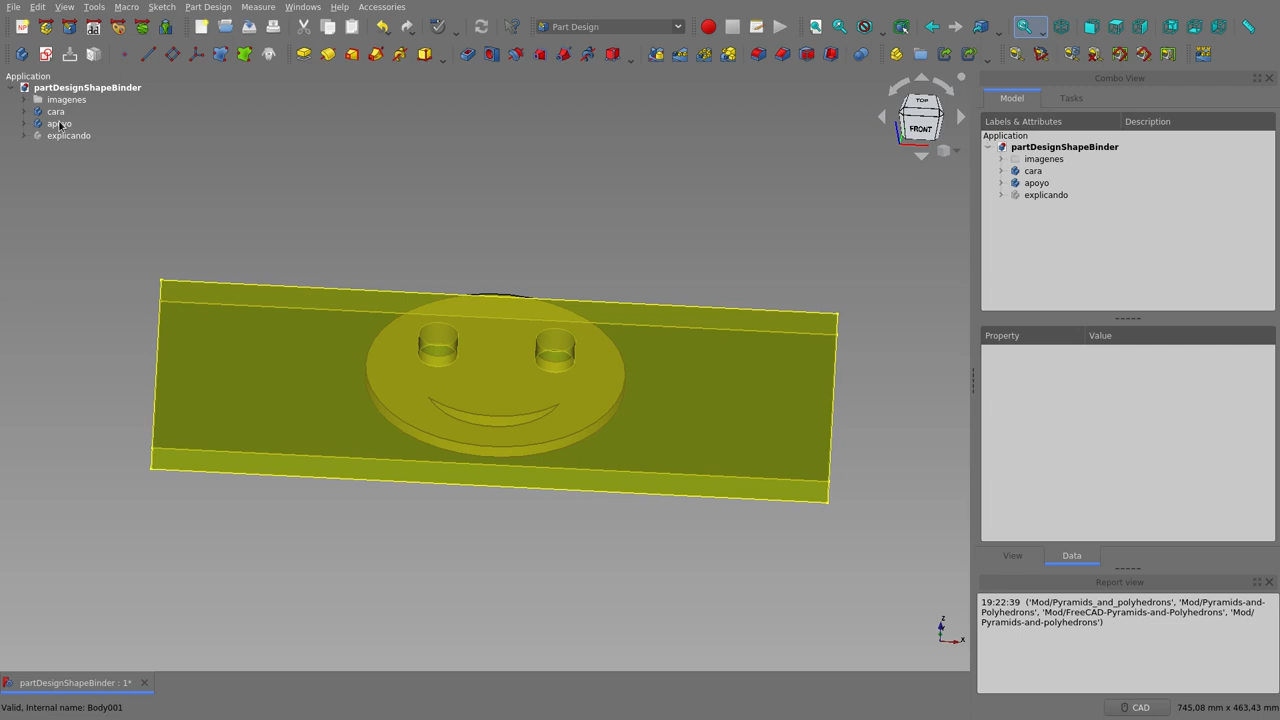 File Edit View Tools Macro Sketch Part Design Measure Windows Help Accessories
Part Design
Application
partDesignShapeBinder
imagenes
cara
apoyo
explicando
TOP
FRONT
Combo View
Model Tasks
Labels & Attributes Description
Application
partDesignShapeBinder
imagenes
cara
apoyo
explicando
Property Value
View Data
Report view
19:22:39 ('Mod/Pyramids_and_polyhedrons', 'Mod/Pyramids-and-
Polyhedrons', 'Mod/FreeCAD-Pyramids-and-Polyhedrons', 'Mod/
Pyramids-and-polyhedrons')
z
x
partDesignShapeBinder : 1*
Valid, Internal name: Body001
CAD
745,08 mm x 463,43 mm